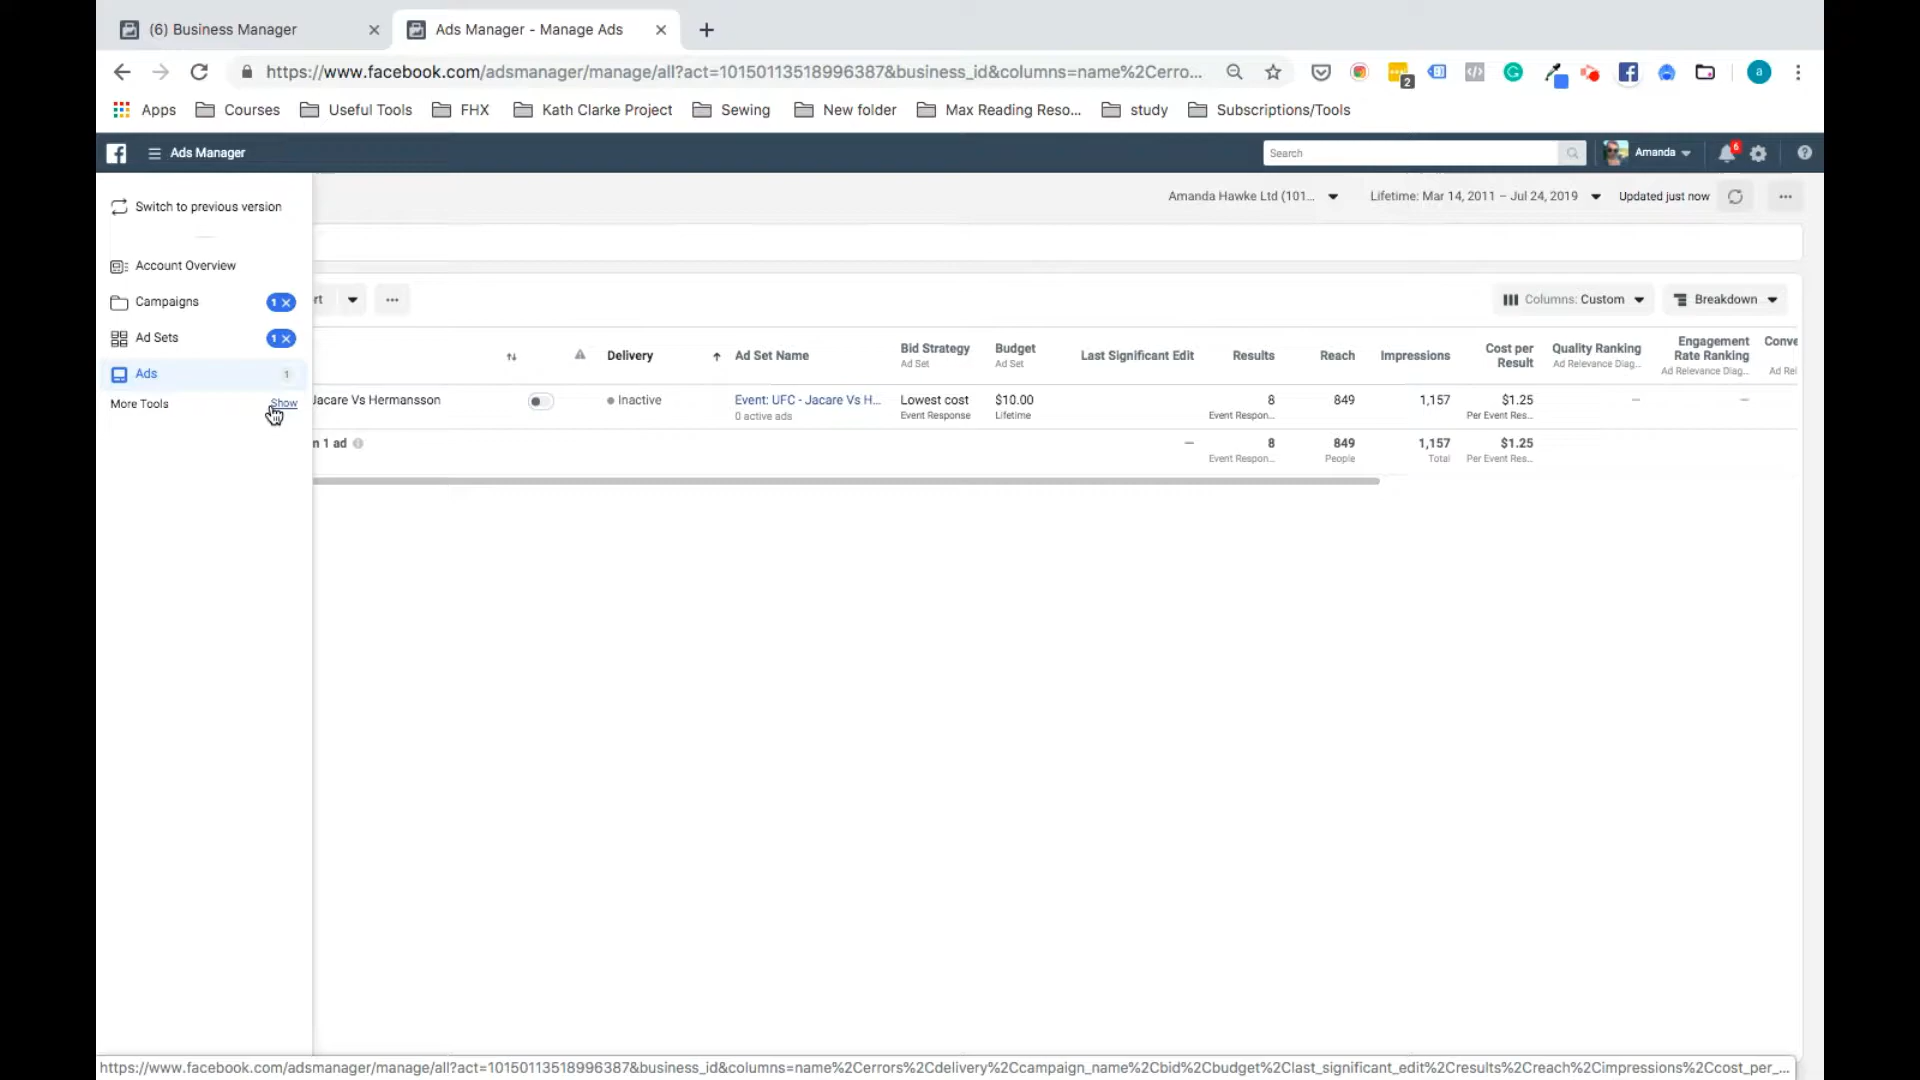 (6) Business Manager
Ads Manager - Manage Ads
https://www.facebook.com/adsmanager/manage/all?act=10150113518996387&business_id&columns=name%2Cerro...
2
a
Apps
Courses
Useful Tools
FHX
Kath Clarke Project
Sewing
New folder
Max Reading Reso...
study
Subscriptions/Tools
Ads Manager
Search
Amanda
6
Switch to previous version
Amanda Hawke Ltd (101...
Lifetime: Mar 14, 2011 – Jul 24, 2019
Updated just now
Account Overview
Campaigns
1
rt
Columns: Custom
Breakdown
Ad Sets
1
Delivery
Ad Set Name
Bid Strategy
Ad Set
Budget
Ad Set
Last Significant Edit
Results
Reach
Impressions
Cost per
Result
Quality Ranking
Ad Relevance Diag...
Engagement
Rate Ranking
Ad Relevance Diag...
Conve
Ad Rel
Ads
1
More Tools
Show
Jacare Vs Hermansson
Inactive
Event: UFC - Jacare Vs H...
0 active ads
Lowest cost
Event Response
$10.00
Lifetime
8
Event Respon...
849
1,157
$1.25
Per Event Res...
—
—
n 1 ad
—
8
Event Respon...
849
People
1,157
Total
$1.25
Per Event Res...
https://www.facebook.com/adsmanager/manage/all?act=10150113518996387&business_id&columns=name%2Cerrors%2Cdelivery%2Ccampaign_name%2Cbid%2Cbudget%2Clast_significant_edit%2Cresults%2Creach%2Cimpressions%2Ccost_per_...